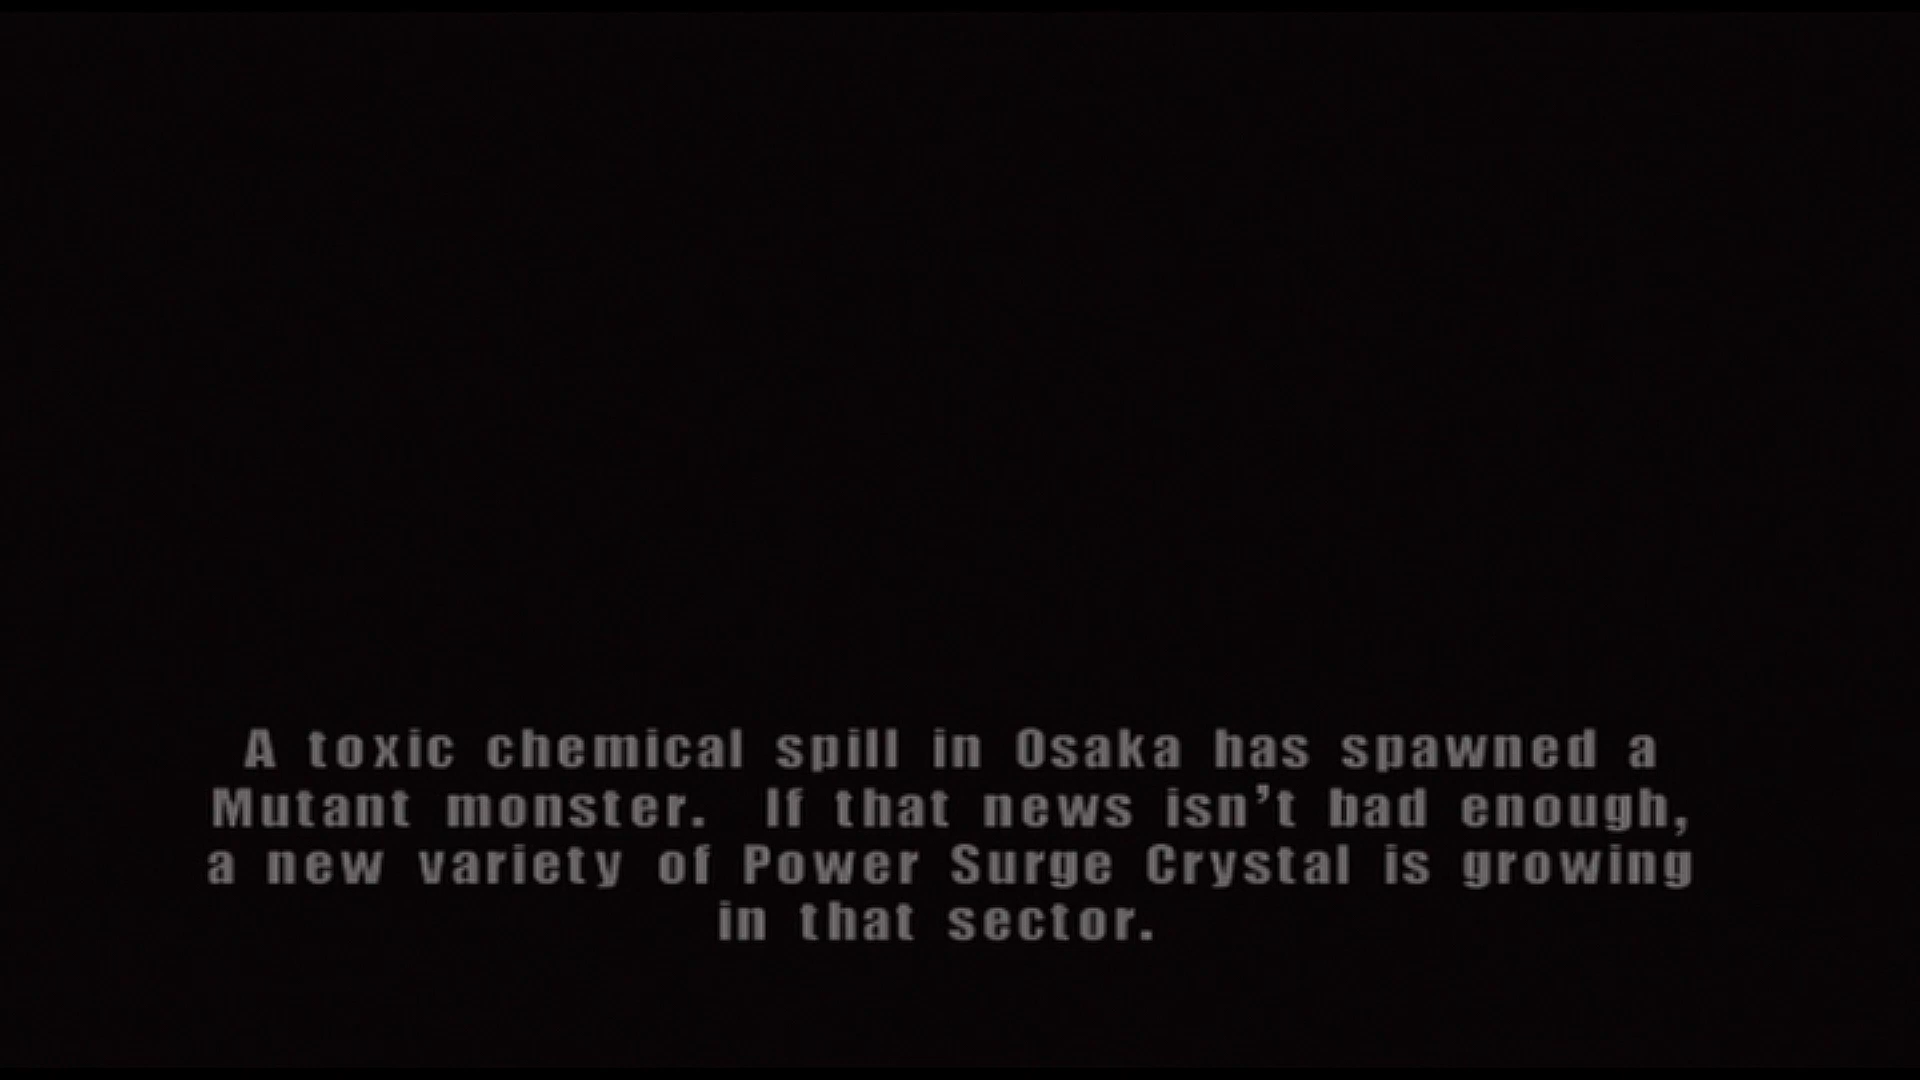 A toxic chemical spill in Osaka has spawned a
Mutant monster.  If that news isn't bad enough,
a new variety of Power Surge Crystal is growing
in that sector.